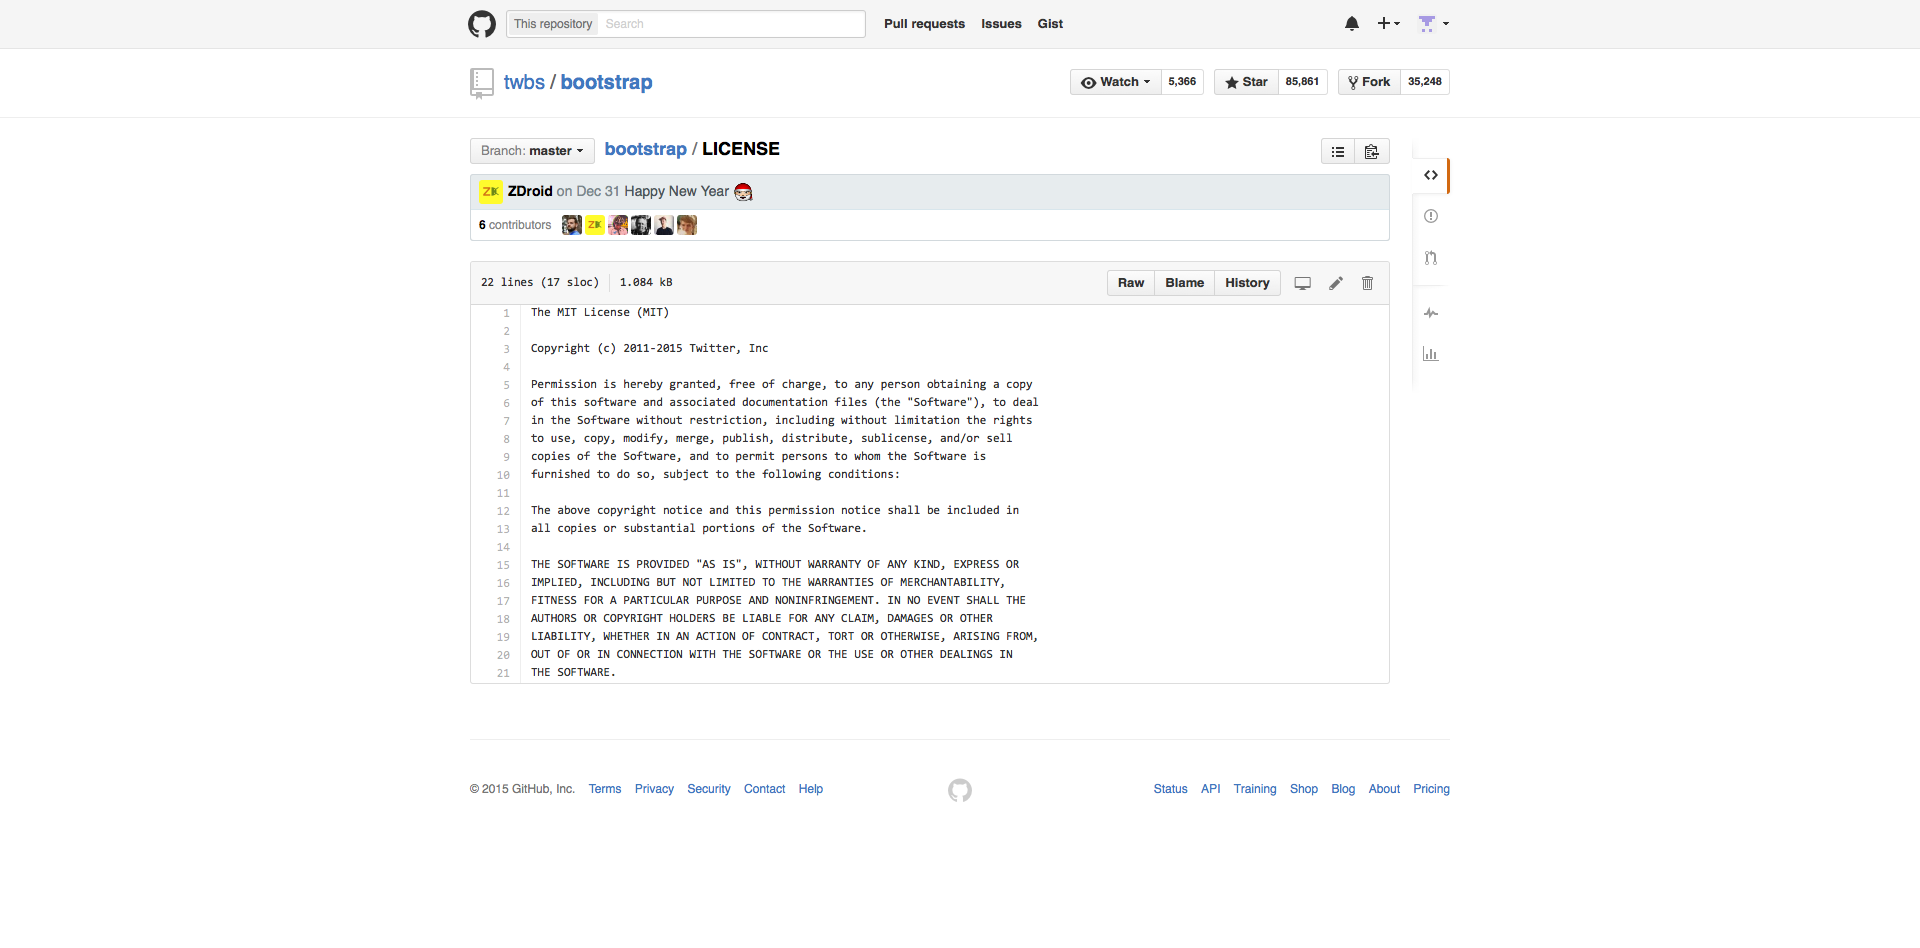 This repository Search Pull requests Issues Gist
twbs / bootstrap Watch 5,366 Star 85,861 Fork 35,248
Branch: master bootstrap / LICENSE
ZDroid on Dec 31 Happy New Year
6 contributors
22 lines (17 sloc) 1.084 kB Raw Blame History
1 The MIT License (MIT)
2
3 Copyright (c) 2011-2015 Twitter, Inc
4
5 Permission is hereby granted, free of charge, to any person obtaining a copy
6 of this software and associated documentation files (the "Software"), to deal
7 in the Software without restriction, including without limitation the rights
8 to use, copy, modify, merge, publish, distribute, sublicense, and/or sell
9 copies of the Software, and to permit persons to whom the Software is
10 furnished to do so, subject to the following conditions:
11
12 The above copyright notice and this permission notice shall be included in
13 all copies or substantial portions of the Software.
14
15 THE SOFTWARE IS PROVIDED "AS IS", WITHOUT WARRANTY OF ANY KIND, EXPRESS OR
16 IMPLIED, INCLUDING BUT NOT LIMITED TO THE WARRANTIES OF MERCHANTABILITY,
17 FITNESS FOR A PARTICULAR PURPOSE AND NONINFRINGEMENT. IN NO EVENT SHALL THE
18 AUTHORS OR COPYRIGHT HOLDERS BE LIABLE FOR ANY CLAIM, DAMAGES OR OTHER
19 LIABILITY, WHETHER IN AN ACTION OF CONTRACT, TORT OR OTHERWISE, ARISING FROM,
20 OUT OF OR IN CONNECTION WITH THE SOFTWARE OR THE USE OR OTHER DEALINGS IN
21 THE SOFTWARE.
© 2015 GitHub, Inc. Terms Privacy Security Contact Help Status API Training Shop Blog About Pricing